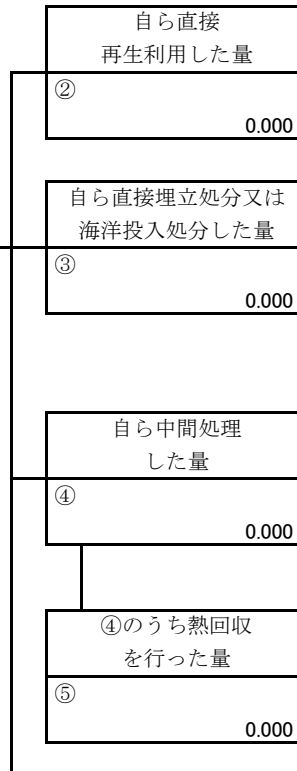 自ら直接
再生利用した量
②
0.000
自ら直接埋立処分又は
海洋投入処分した量
③
0.000
自ら中間処理
した量
④
0.000
④のうち熱回収
を行った量
⑤
0.000